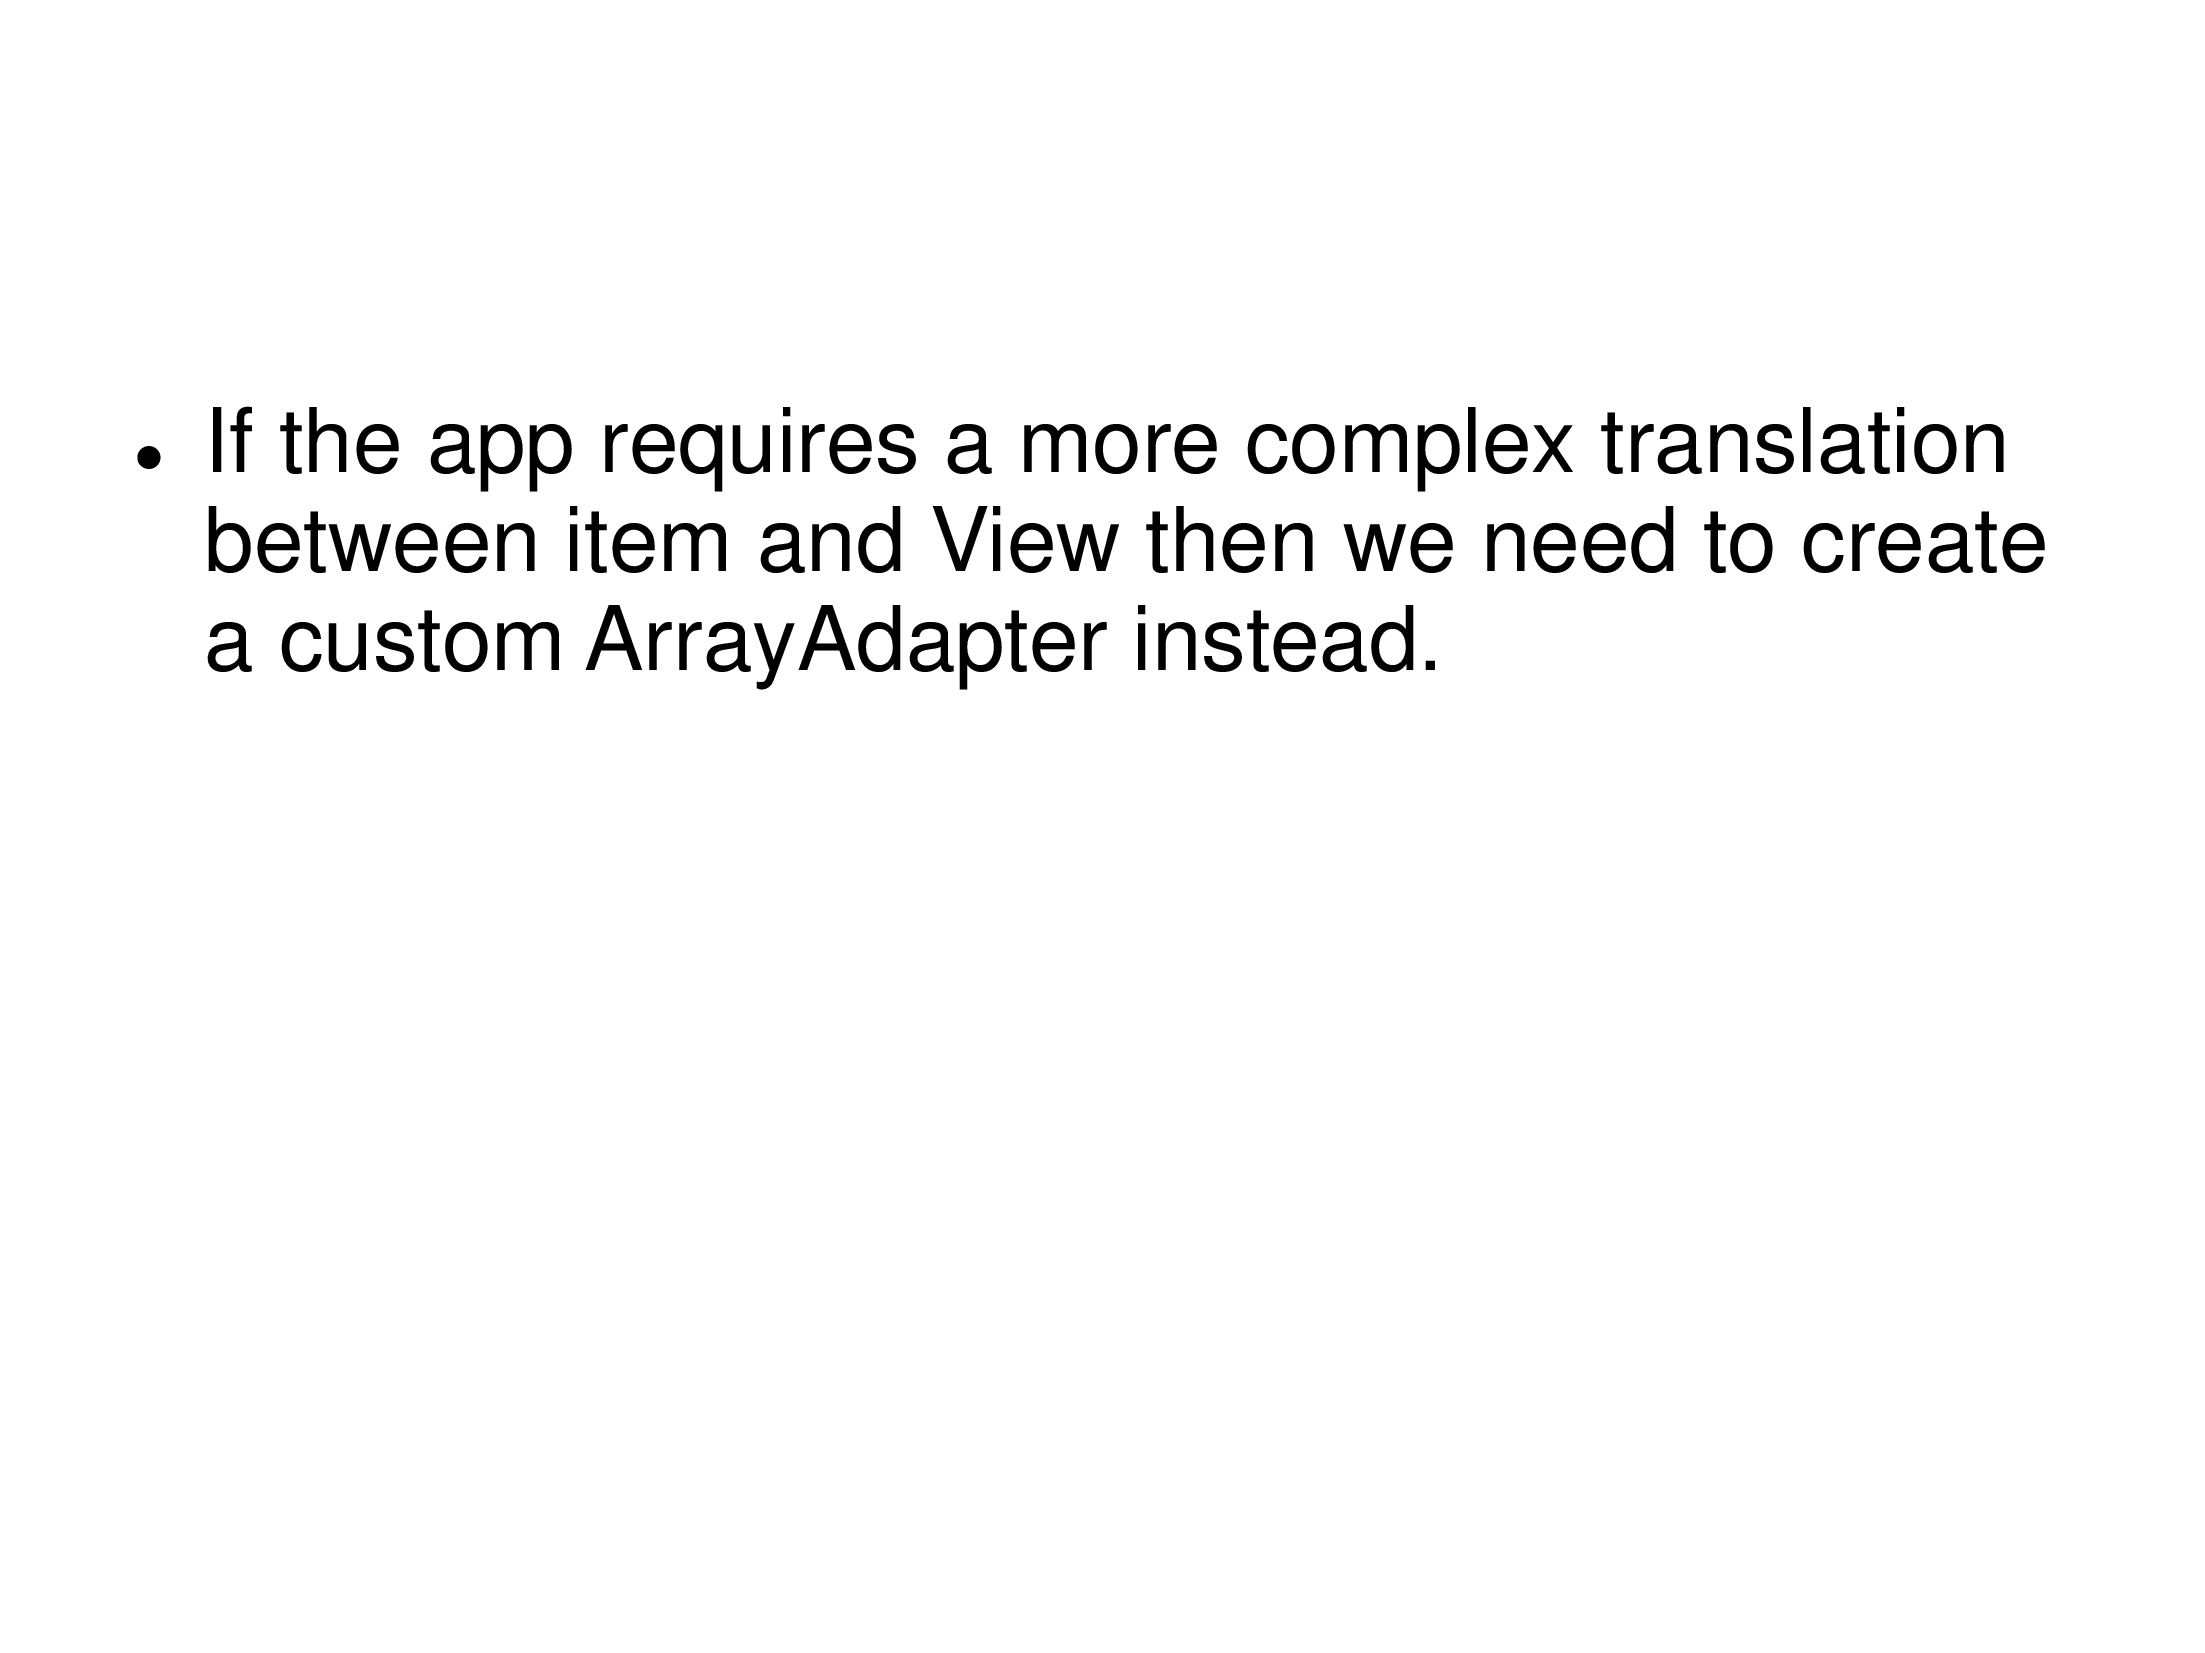 • If the app requires a more complex translation
between item and View then we need to create
a custom ArrayAdapter instead.